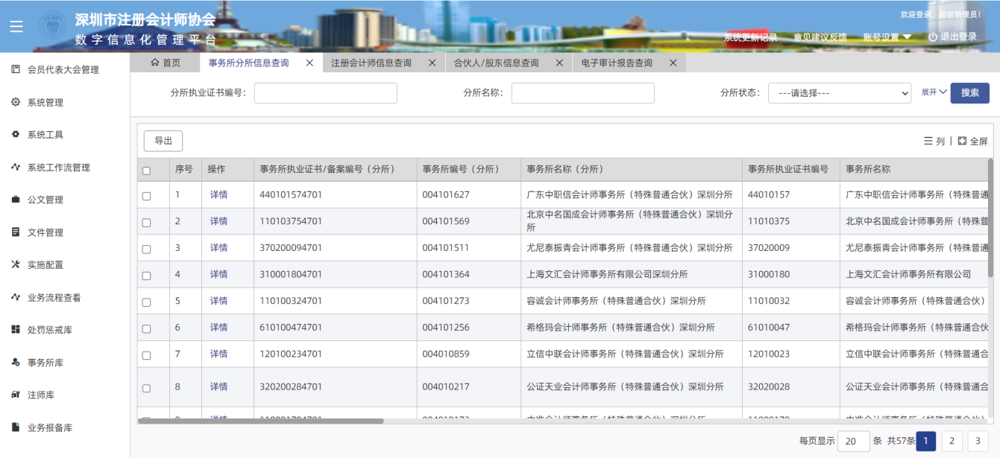 深圳市注册会计师协会
数字信息化管理平台
欢迎登录，超级管理员！
系统更新记录 意见建议反馈 账号设置 退出登录
会员代表大会管理
系统管理
系统工具
系统工作流管理
公文管理
文件管理
实施配置
业务流程查看
处罚惩戒库
事务所库
注师库
业务报备库
首页 事务所分所信息查询 注册会计师信息查询 合伙人/股东信息查询 电子审计报告查询
分所执业证书编号： 分所名称： 分所状态： ---请选择--- 展开 搜索
导出 列 | 全屏
序号 操作 事务所执业证书/备案编号（分所） 事务所编号（分所） 事务所名称（分所） 事务所执业证书编号 事务所名称
1 详情 440101574701 004101627 广东中职信会计师事务所（特殊普通合伙）深圳分所 44010157 广东中职信会计师事务所（特殊普通
2 详情 110103754701 004101569 北京中名国成会计师事务所（特殊普通合伙）深圳分所 11010375 北京中名国成会计师事务所（特殊普
3 详情 370200094701 004101511 尤尼泰振青会计师事务所（特殊普通合伙）深圳分所 37020009 尤尼泰振青会计师事务所（特殊普通
4 详情 310001804701 004101364 上海文汇会计师事务所有限公司深圳分所 31000180 上海文汇会计师事务所有限公司
5 详情 110100324701 004101273 容诚会计师事务所（特殊普通合伙）深圳分所 11010032 容诚会计师事务所（特殊普通合伙）
6 详情 610100474701 004101256 希格玛会计师事务所（特殊普通合伙）深圳分所 61010047 希格玛会计师事务所（特殊普通合伙
7 详情 120100234701 004010859 立信中联会计师事务所（特殊普通合伙）深圳分所 12010023 立信中联会计师事务所（特殊普通合
8 详情 320200284701 004010217 公证天业会计师事务所（特殊普通合伙）深圳分所 32020028 公证天业会计师事务所（特殊普通合
每页显示 20 条 共57条 1 2 3